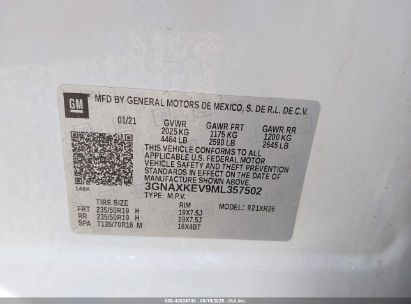 GM MFD BY GENERAL MOTORS DE MEXICO, S. DE R.L. DE C.V.
01/21 GVWR GAWR FRT GAWR RR
2025 KG 1175 KG 1200 KG
4464 LB 2590 LB 2645 LB
THIS VEHICLE CONFORMS TO ALL APPLICABLE U.S. FEDERAL MOTOR
VEHICLE SAFETY AND THEFT PREVENTION
STANDARDS IN EFFECT ON THE DATE OF
MANUFACTURE SHOWN ABOVE.
3GNAXKEV9ML357502
TYPE: M.P.V. MODEL: 921XR26
TIRE SIZE RIM
FRT 235/50R19 H 19X7.5J
RR 235/50R19 H 19X7.5J
SPA T135/70R16 M 16X4BT